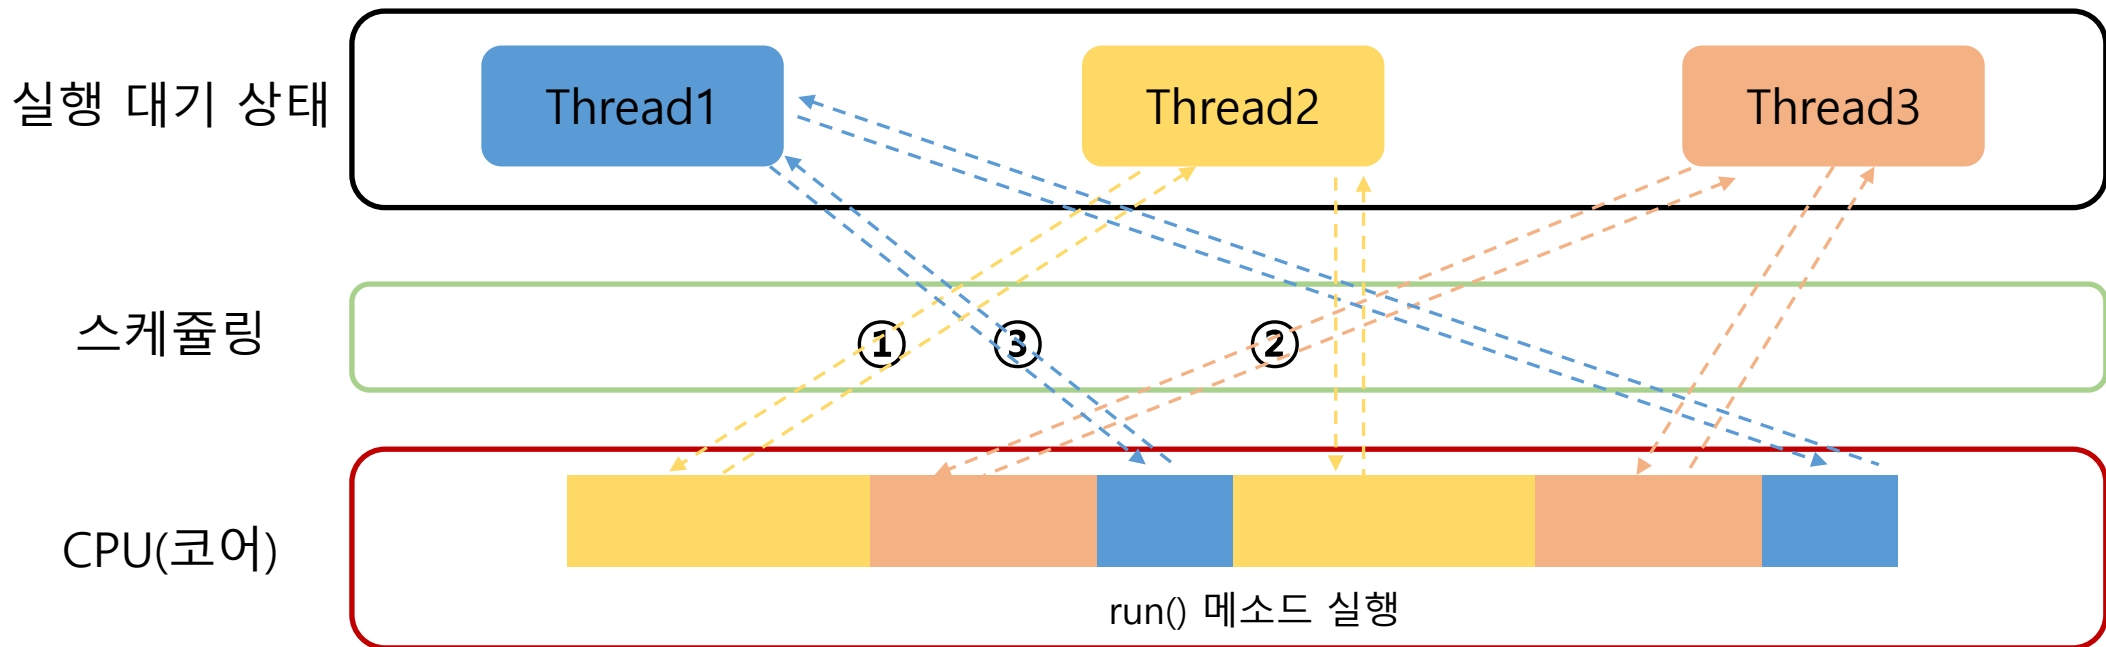 실행 대기 상태
Thread1
Thread2
Thread3
스케쥴링
①
③
②
CPU(코어)
run() 메소드 실행